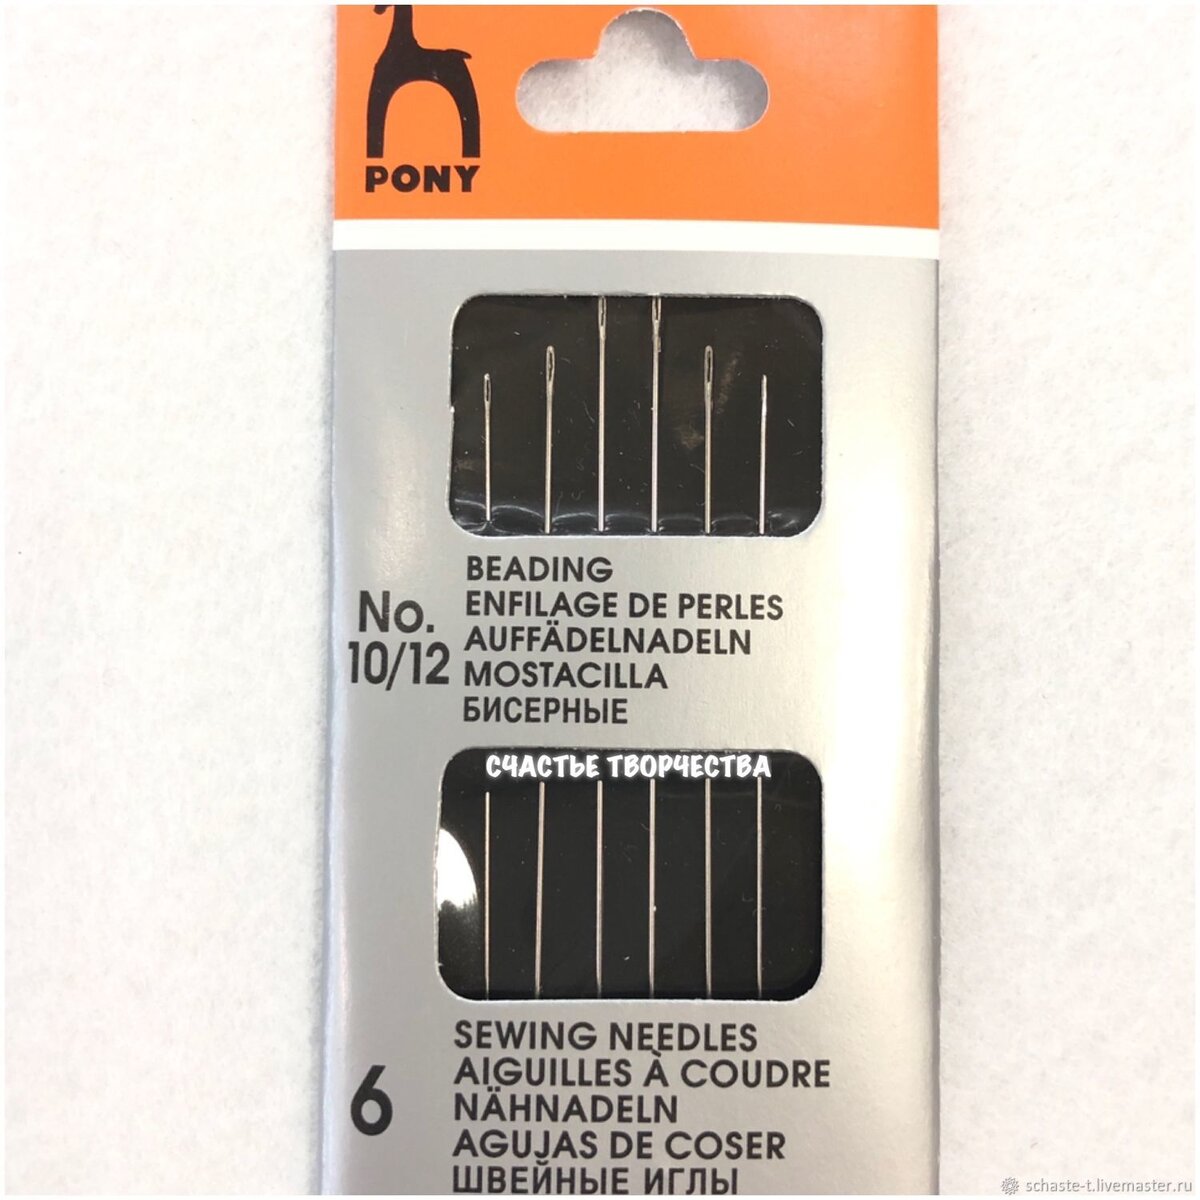 PONY
No.
10/12
BEADING
ENFILAGE DE PERLES
AUFFÄDELNADELN
MOSTACILLA
БИСЕРНЫЕ
СЧАСТЬЕ ТВОРЧЕСТВА
6
SEWING NEEDLES
AIGUILLES À COUDRE
NÄHNADELN
AGUJAS DE COSER
ШВЕЙНЫЕ ИГЛЫ
schaste-t.livemaster.ru